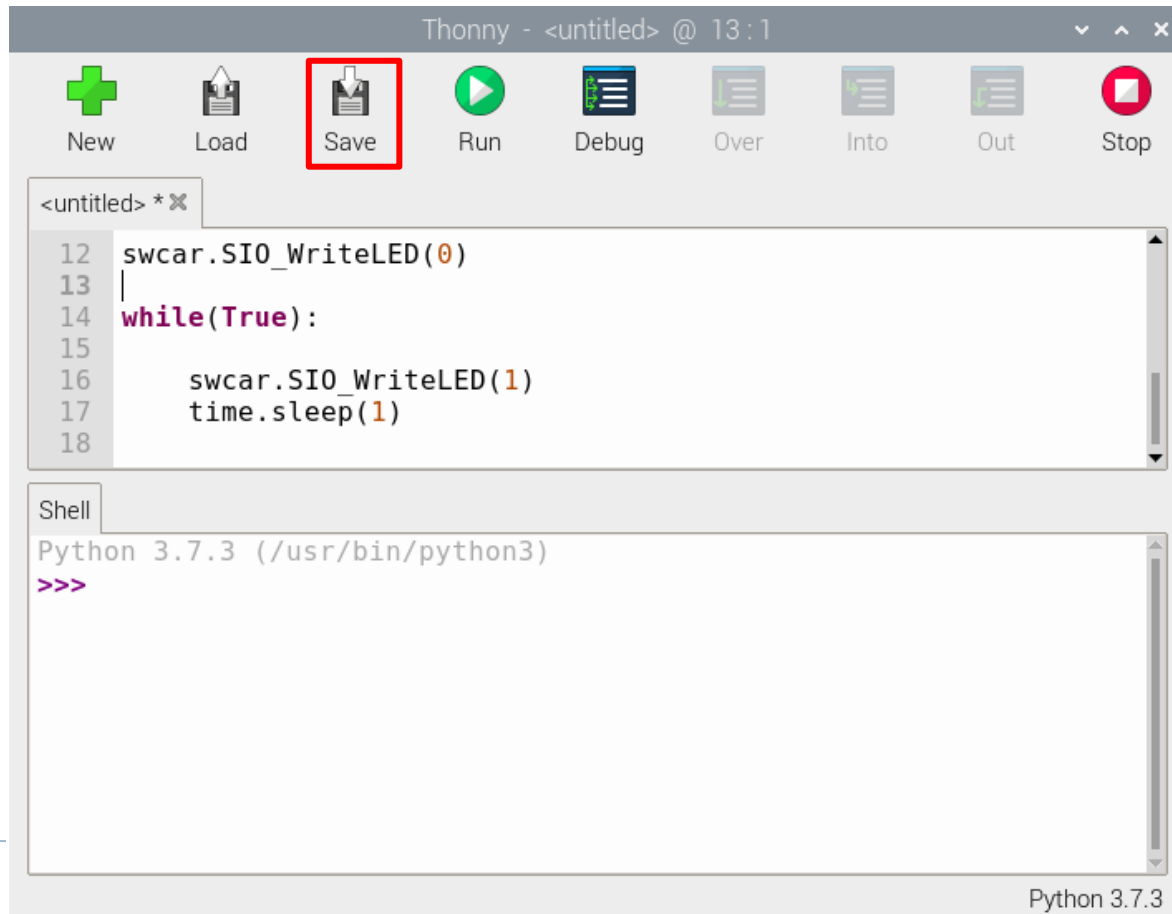 Thonny - <untitled> @ 13:1
New Load Save Run Debug Over Into Out Stop
<untitled> *
12 swcar.SIO_WriteLED(0)
13
14 while(True):
15
16 swcar.SIO_WriteLED(1)
17 time.sleep(1)
18
Shell
Python 3.7.3 (/usr/bin/python3)
>>>
Python 3.7.3